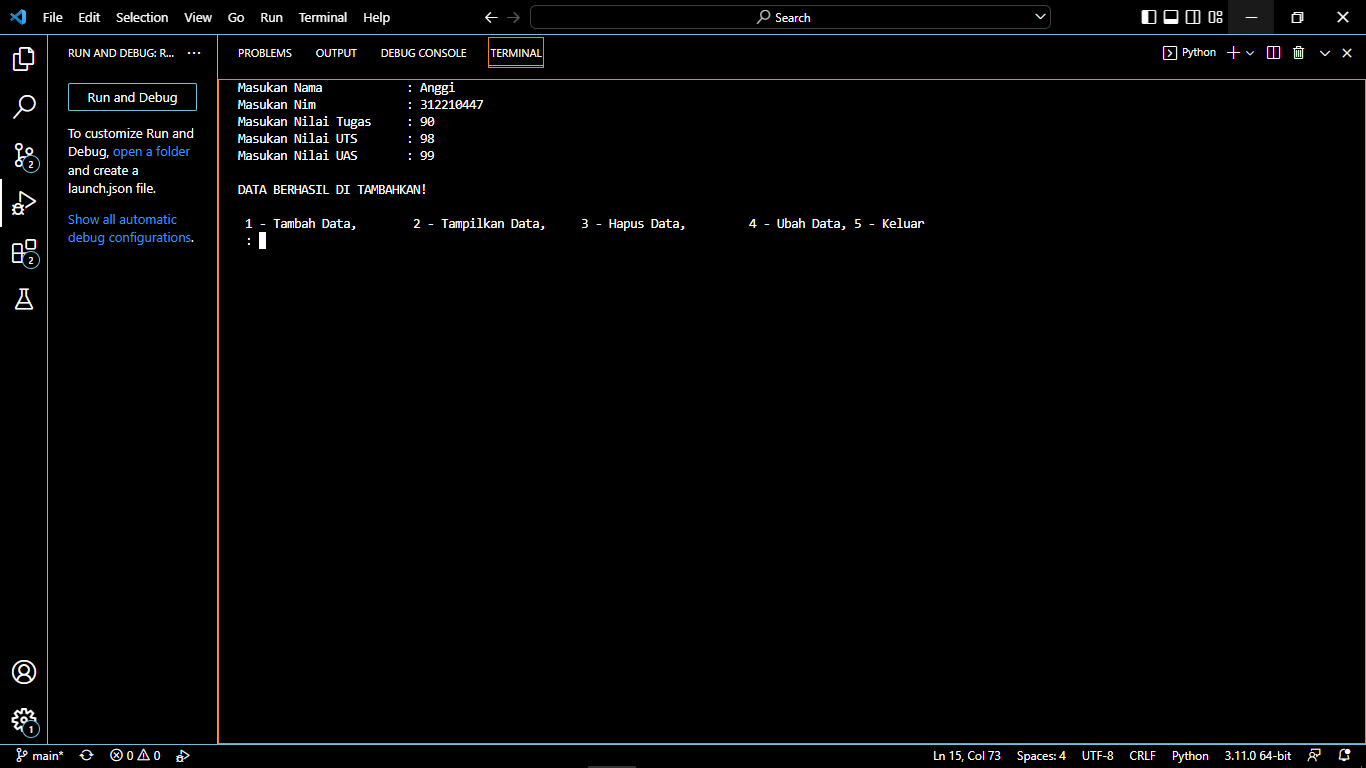 File Edit Selection View Go Run Terminal Help
Search
RUN AND DEBUG: R... ...
PROBLEMS OUTPUT DEBUG CONSOLE TERMINAL
Python
Run and Debug
To customize Run and
Debug, open a folder
and create a
launch.json file.
Show all automatic
debug configurations.
2
2
1
Masukan Nama : Anggi
Masukan Nim : 312210447
Masukan Nilai Tugas : 90
Masukan Nilai UTS : 98
Masukan Nilai UAS : 99
DATA BERHASIL DI TAMBAHKAN!
1 - Tambah Data, 2 - Tampilkan Data, 3 - Hapus Data, 4 - Ubah Data, 5 - Keluar
:
main* 0 0 Ln 15, Col 73 Spaces: 4 UTF-8 CRLF Python 3.11.0 64-bit